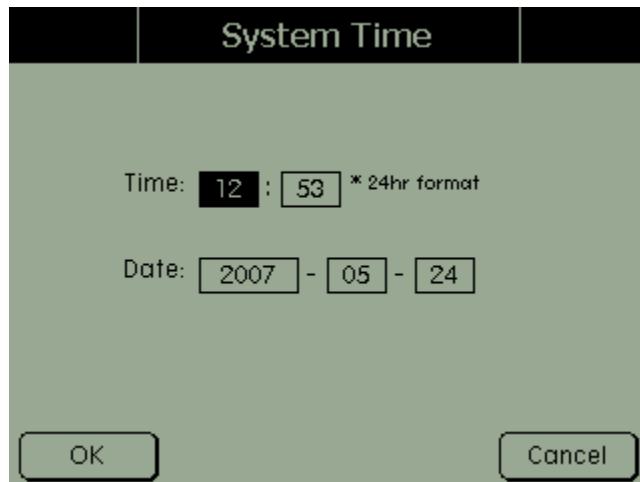 System Time
Time: 12 : 53 * 24hr format
Date: 2007 - 05 - 24
OK Cancel